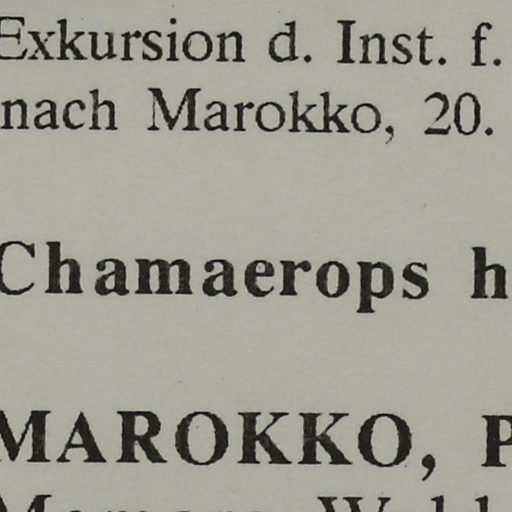 Exkursion d. Inst. f.
nach Marokko, 20.
Chamaerops h
MAROKKO, P